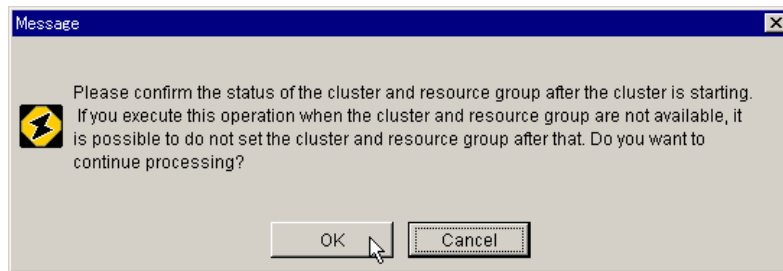 Message
Please confirm the status of the cluster and resource group after the cluster is starting.
If you execute this operation when the cluster and resource group are not available, it
is possible to do not set the cluster and resource group after that. Do you want to
continue processing?
OK
Cancel